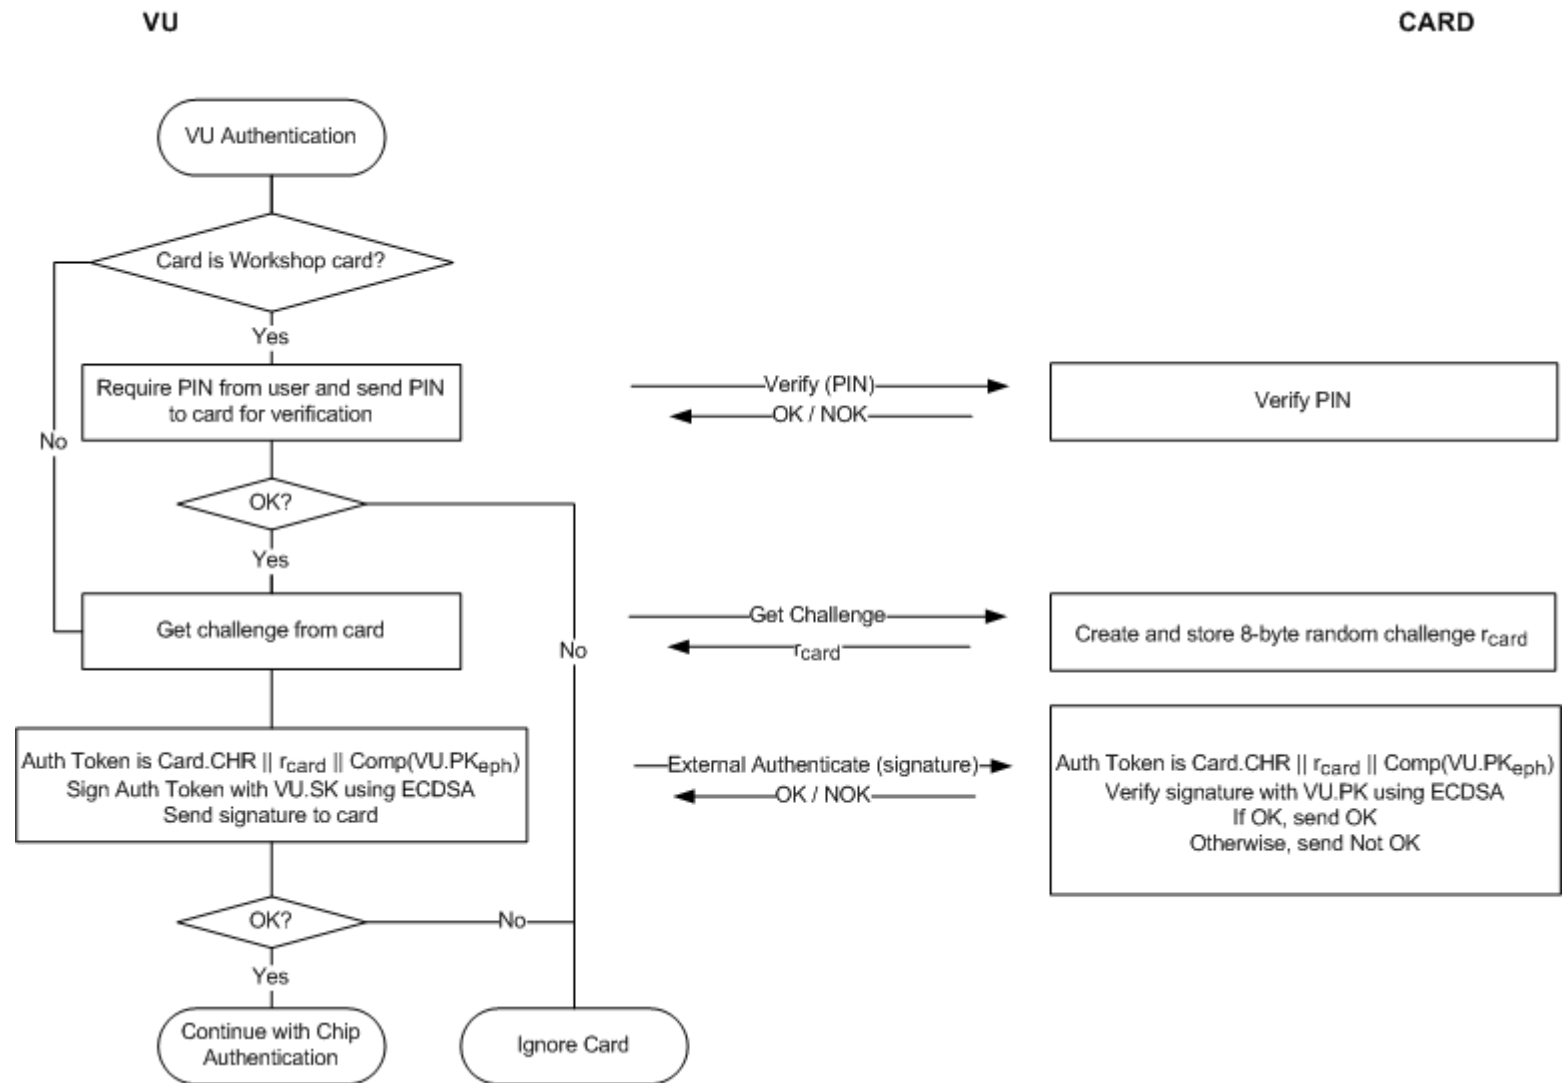 VU
CARD
VU Authentication
Card is Workshop card?
Yes
Require PIN from user and send PIN
to card for verification
Verify (PIN)
OK / NOK
Verify PIN
No
OK?
Yes
Get challenge from card
Get Challenge
rcard
Create and store 8-byte random challenge rcard
No
Auth Token is Card.CHR || rcard || Comp(VU.PKeph)
Sign Auth Token with VU.SK using ECDSA
Send signature to card
External Authenticate (signature)
OK / NOK
Auth Token is Card.CHR || rcard || Comp(VU.PKeph)
Verify signature with VU.PK using ECDSA
If OK, send OK
Otherwise, send Not OK
OK?
No
Yes
Continue with Chip
Authentication
Ignore Card